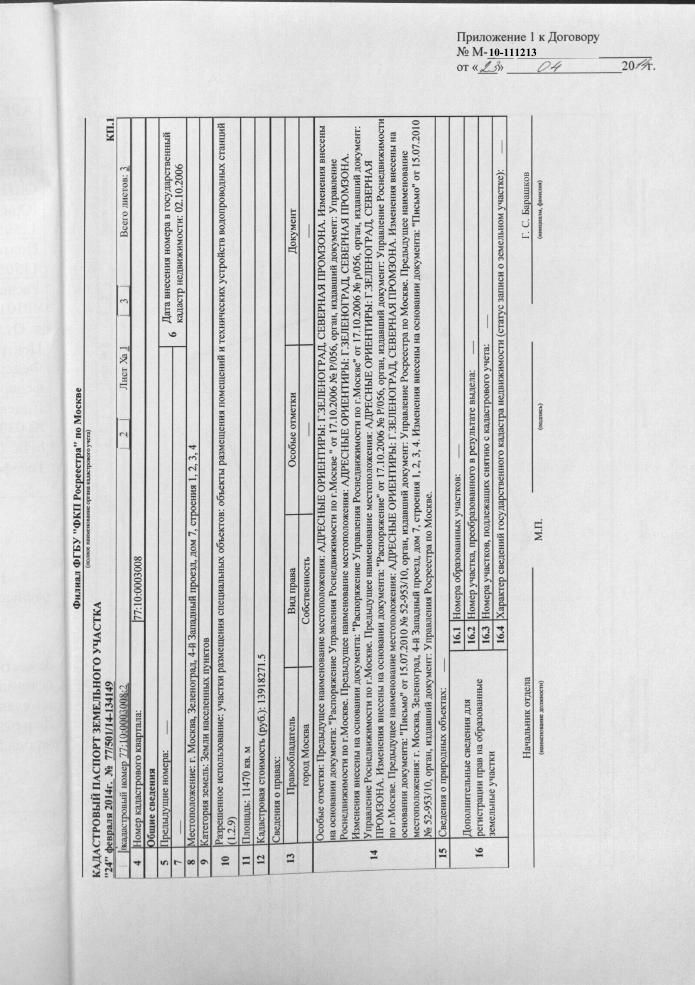 Приложение 1 к Договору
№ М-10-111213
от «23» 04 2014г.
Филиал ФГБУ "ФКП Росреестра" по Москве
(полное наименование органа кадастрового учета)
КП.1
КАДАСТРОВЫЙ ПАСПОРТ ЗЕМЕЛЬНОГО УЧАСТКА
"24" февраля 2014г. № 77/501/14-134149
кадастровый номер 77:10:0003008:2 2 Лист Ха 1 3 Всего листов: 3
4 Номер кадастрового квартала: 77:10:0003008
Общие сведения
5 Предыдущие номера: — 6 Дата внесения номера в государственный
кадастр недвижимости: 02.10.2006
7 —
8 Местоположение: г. Москва, Зеленоград, 4-й Западный проезд, дом 7, строения 1, 2, 3, 4
9 Категория земель: Земли населенных пунктов
10 Разрешенное использование: участки размещения специальных объектов: объекты размещения помещений и технических устройств водопроводных станций
(1.2.9)
11 Площадь: 11470 кв. м
12 Кадастровая стоимость (руб.): 13918271.5
Сведения о правах:
13 Правообладатель Вид права Особые отметки Документ
город Москва Собственность — —
14 Особые отметки: Предыдущее наименование местоположения: АДРЕСНЫЕ ОРИЕНТИРЫ: Г.ЗЕЛЕНОГРАД, СЕВЕРНАЯ ПРОМЗОНА. Изменения внесены
на основании документа: "Распоряжение Управления Роснедвижимости по г.Москве " от 17.10.2006 № Р/056, орган, издавший документ: Управление
Роснедвижимости по г.Москве. Предыдущее наименование местоположения: АДРЕСНЫЕ ОРИЕНТИРЫ: Г.ЗЕЛЕНОГРАД, СЕВЕРНАЯ ПРОМЗОНА.
Изменения внесены на основании документа: "Распоряжение Управления Роснедвижимости по г.Москве" от 17.10.2006 № р/056, орган, издавший документ:
Управление Роснедвижимости по г.Москве. Предыдущее наименование местоположения: АДРЕСНЫЕ ОРИЕНТИРЫ: Г.ЗЕЛЕНОГРАД, СЕВЕРНАЯ
ПРОМЗОНА. Изменения внесены на основании документа: "Распоряжение" от 17.10.2006 № Р/056, орган, издавший документ: Управление Роснедвижимости
по г.Москве. Предыдущее наименование местоположения: АДРЕСНЫЕ ОРИЕНТИРЫ: Г.ЗЕЛЕНОГРАД, СЕВЕРНАЯ ПРОМЗОНА. Изменения внесены на
основании документа: "Письмо" от 15.07.2010 № 52-953/10, орган, издавший документ: Управление Росреестра по Москве. Предыдущее наименование
местоположения: г. Москва, Зеленоград, 4-й Западный проезд, дом 7, строения 1, 2, 3, 4. Изменения внесены на основании документа: "Письмо" от 15.07.2010
№ 52-953/10, орган, издавший документ: Управления Росреестра по Москве.
15 Сведения о природных объектах: —
16 Дополнительные сведения для
регистрации прав на образованные
земельные участки
16.1 Номера образованных участков: —
16.2 Номер участка, преобразованного в результате выдела: —
16.3 Номера участков, подлежащих снятию с кадастрового учета: —
16.4 Характер сведений государственного кадастра недвижимости (статус записи о земельном участке): —
Начальник отдела Г. С. Барашков
(наименование должности) (подпись) (инициалы, фамилия)
М.П.